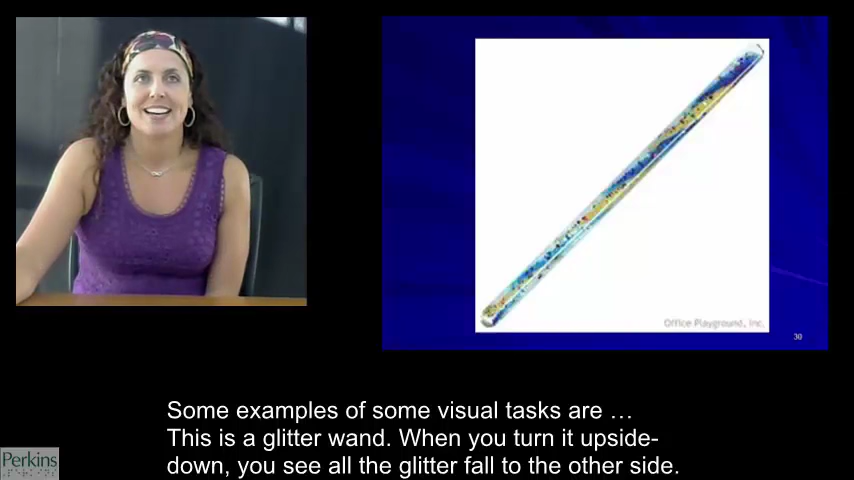 Office Playground, Inc.
30
Some examples of some visual tasks are …
This is a glitter wand. When you turn it upside-
down, you see all the glitter fall to the other side.
Perkins